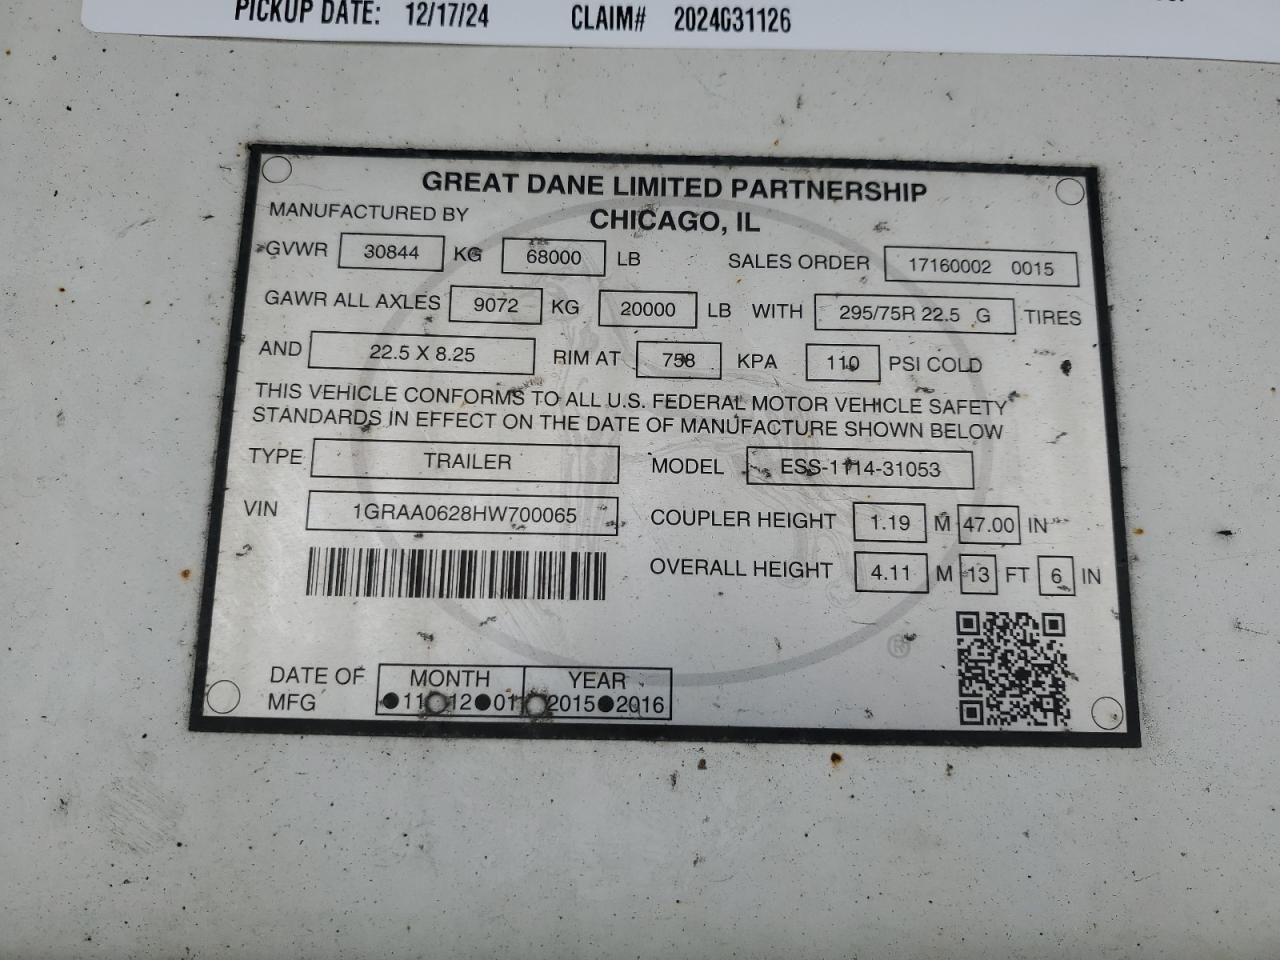 PICKUP DATE: 12/17/24 CLAIM# 2024G31126
GREAT DANE LIMITED PARTNERSHIP
MANUFACTURED BY CHICAGO, IL
GVWR 30844 KG 68000 LB SALES ORDER 17160002 0015
GAWR ALL AXLES 9072 KG 20000 LB WITH 295/75R 22.5 G TIRES
AND 22.5 X 8.25 RIM AT 758 KPA 110 PSI COLD
THIS VEHICLE CONFORMS TO ALL U.S. FEDERAL MOTOR VEHICLE SAFETY
STANDARDS IN EFFECT ON THE DATE OF MANUFACTURE SHOWN BELOW
TYPE TRAILER MODEL ESS-1114-31053
VIN 1GRAA0628HW700065 COUPLER HEIGHT 1.19 M 47.00 IN
OVERALL HEIGHT 4.11 M 13 FT 6 IN
®
DATE OF MFG MONTH YEAR
●11 12●01 2015●2016